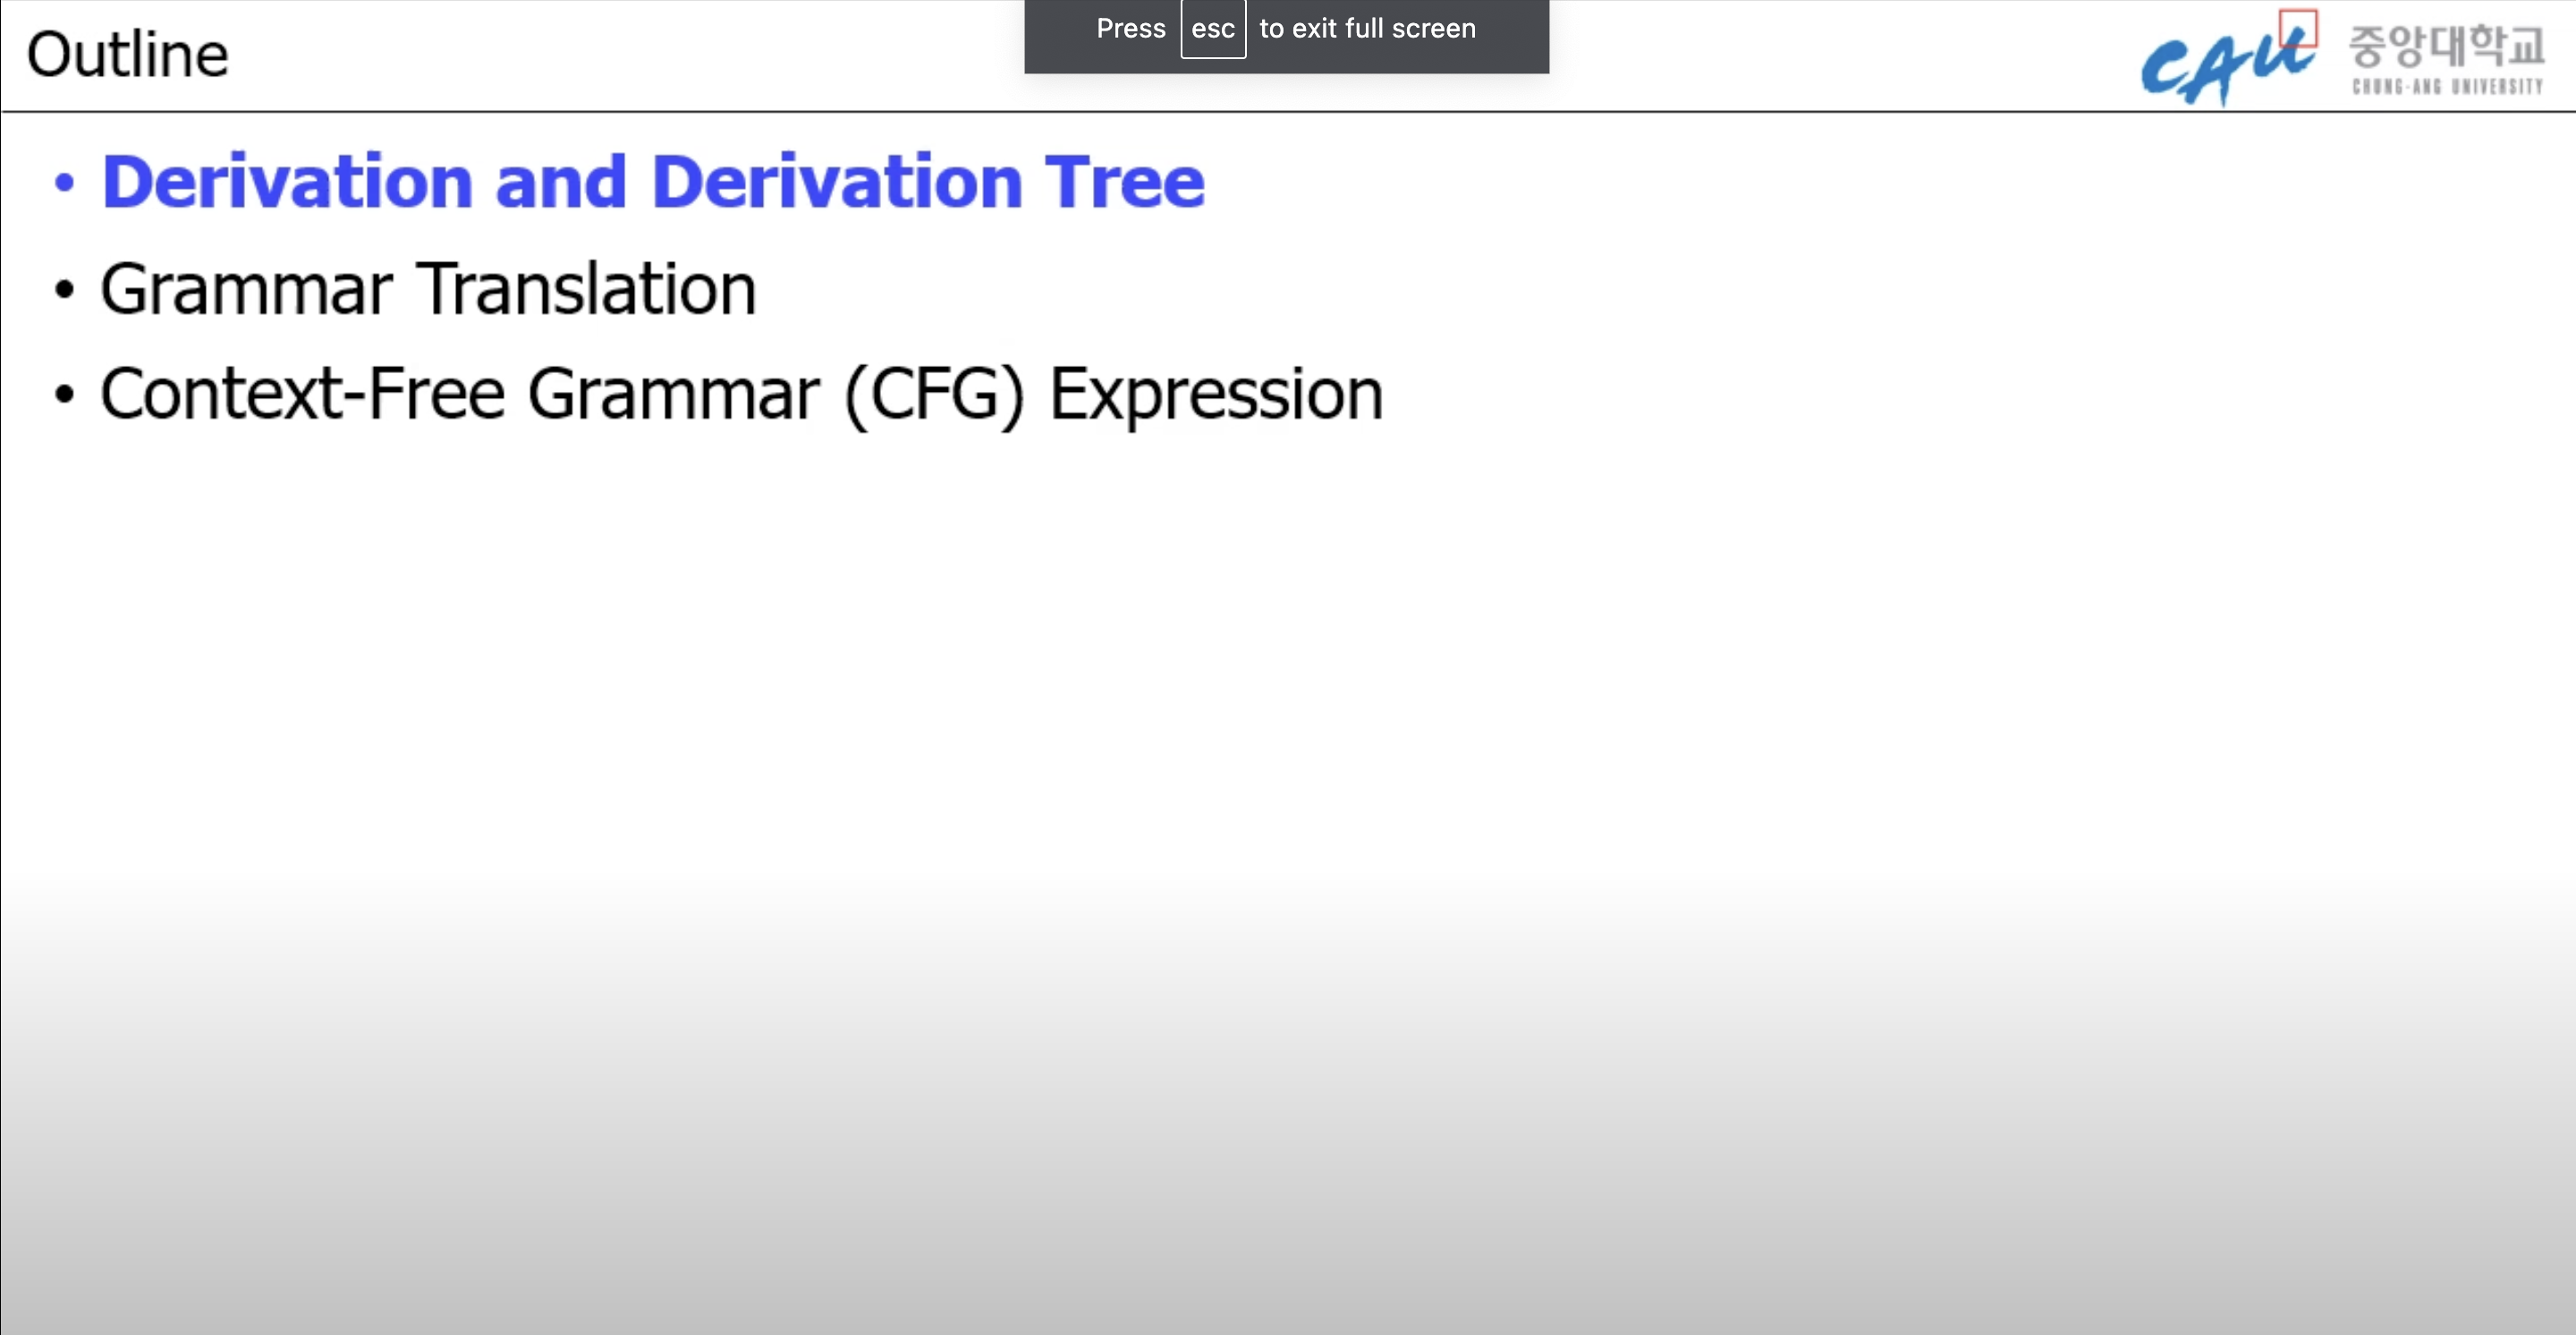 Outline
Press esc to exit full screen
CAU 중앙대학교
CHUNG-ANG UNIVERSITY
• Derivation and Derivation Tree
• Grammar Translation
• Context-Free Grammar (CFG) Expression